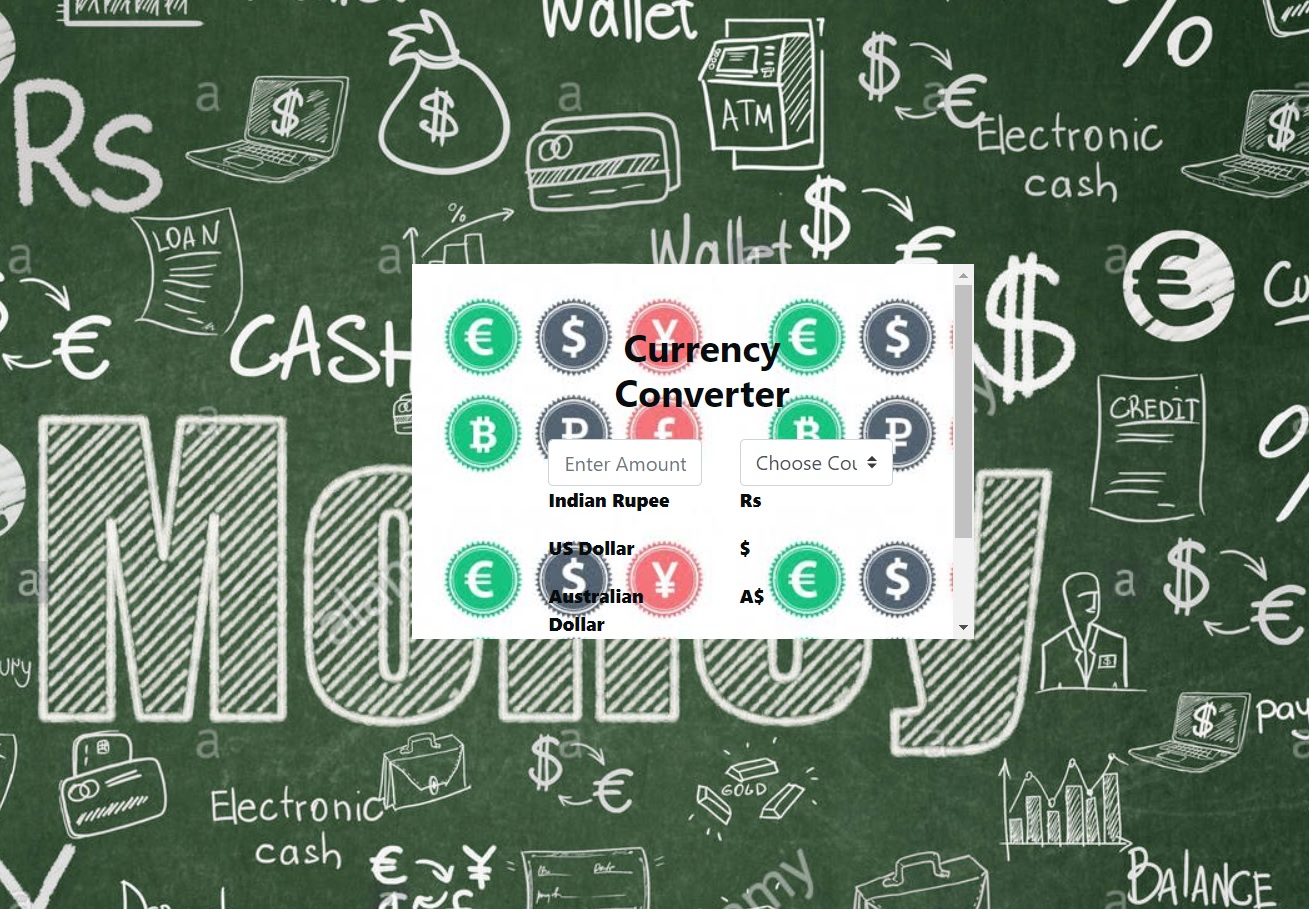 Wallet
%
Rs
$
$
ATM
$
€
Electronic
cash
$
LOAN
%
Wallet
$
€
€
CASH
$
€
€ $ ¥ € $
Currency
Converter
฿ ₽ £ ฿ ₽
Enter Amount
Choose Cou
Indian Rupee
Rs
US Dollar
$
€ $ ¥ € $
Australian
Dollar
A$
CREDIT
%
Money
$
€
$
$
pay
Electronic
cash
$
€
GOLD
€ ¥
BALANCE
a
alamy